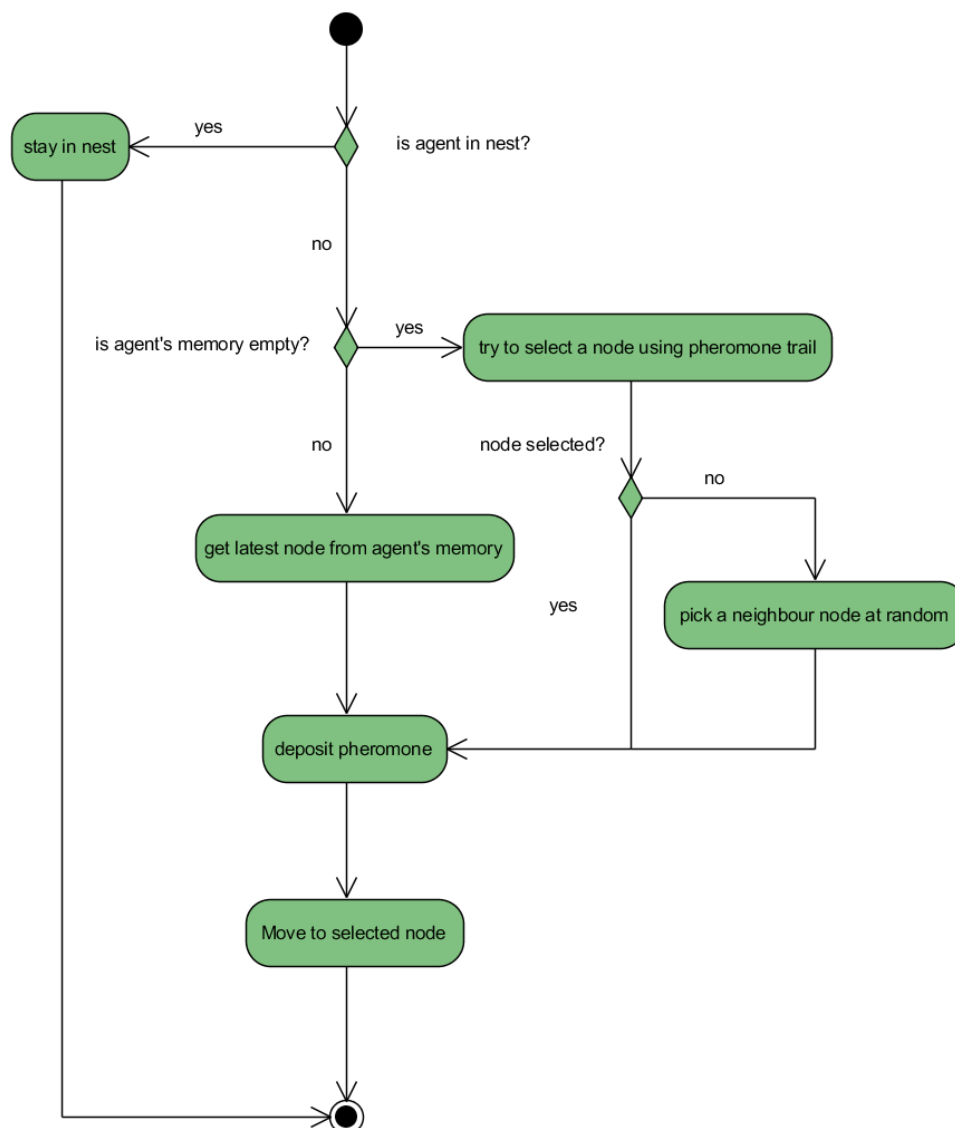 yes
stay in nest
is agent in nest?
no
is agent's memory empty?
yes
try to select a node using pheromone trail
no
node selected?
no
get latest node from agent's memory
yes
pick a neighbour node at random
deposit pheromone
Move to selected node